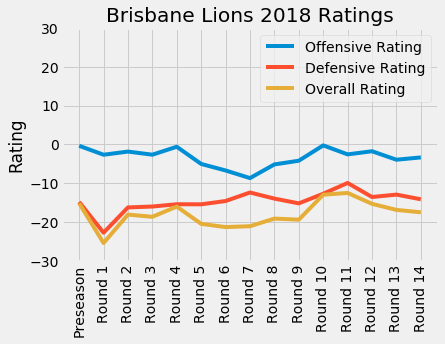 Brisbane Lions 2018 Ratings
Offensive Rating
Defensive Rating
Overall Rating
Rating
30
20
10
0
−10
−20
−30
Preseason
Round 1
Round 2
Round 3
Round 4
Round 5
Round 6
Round 7
Round 8
Round 9
Round 10
Round 11
Round 12
Round 13
Round 14